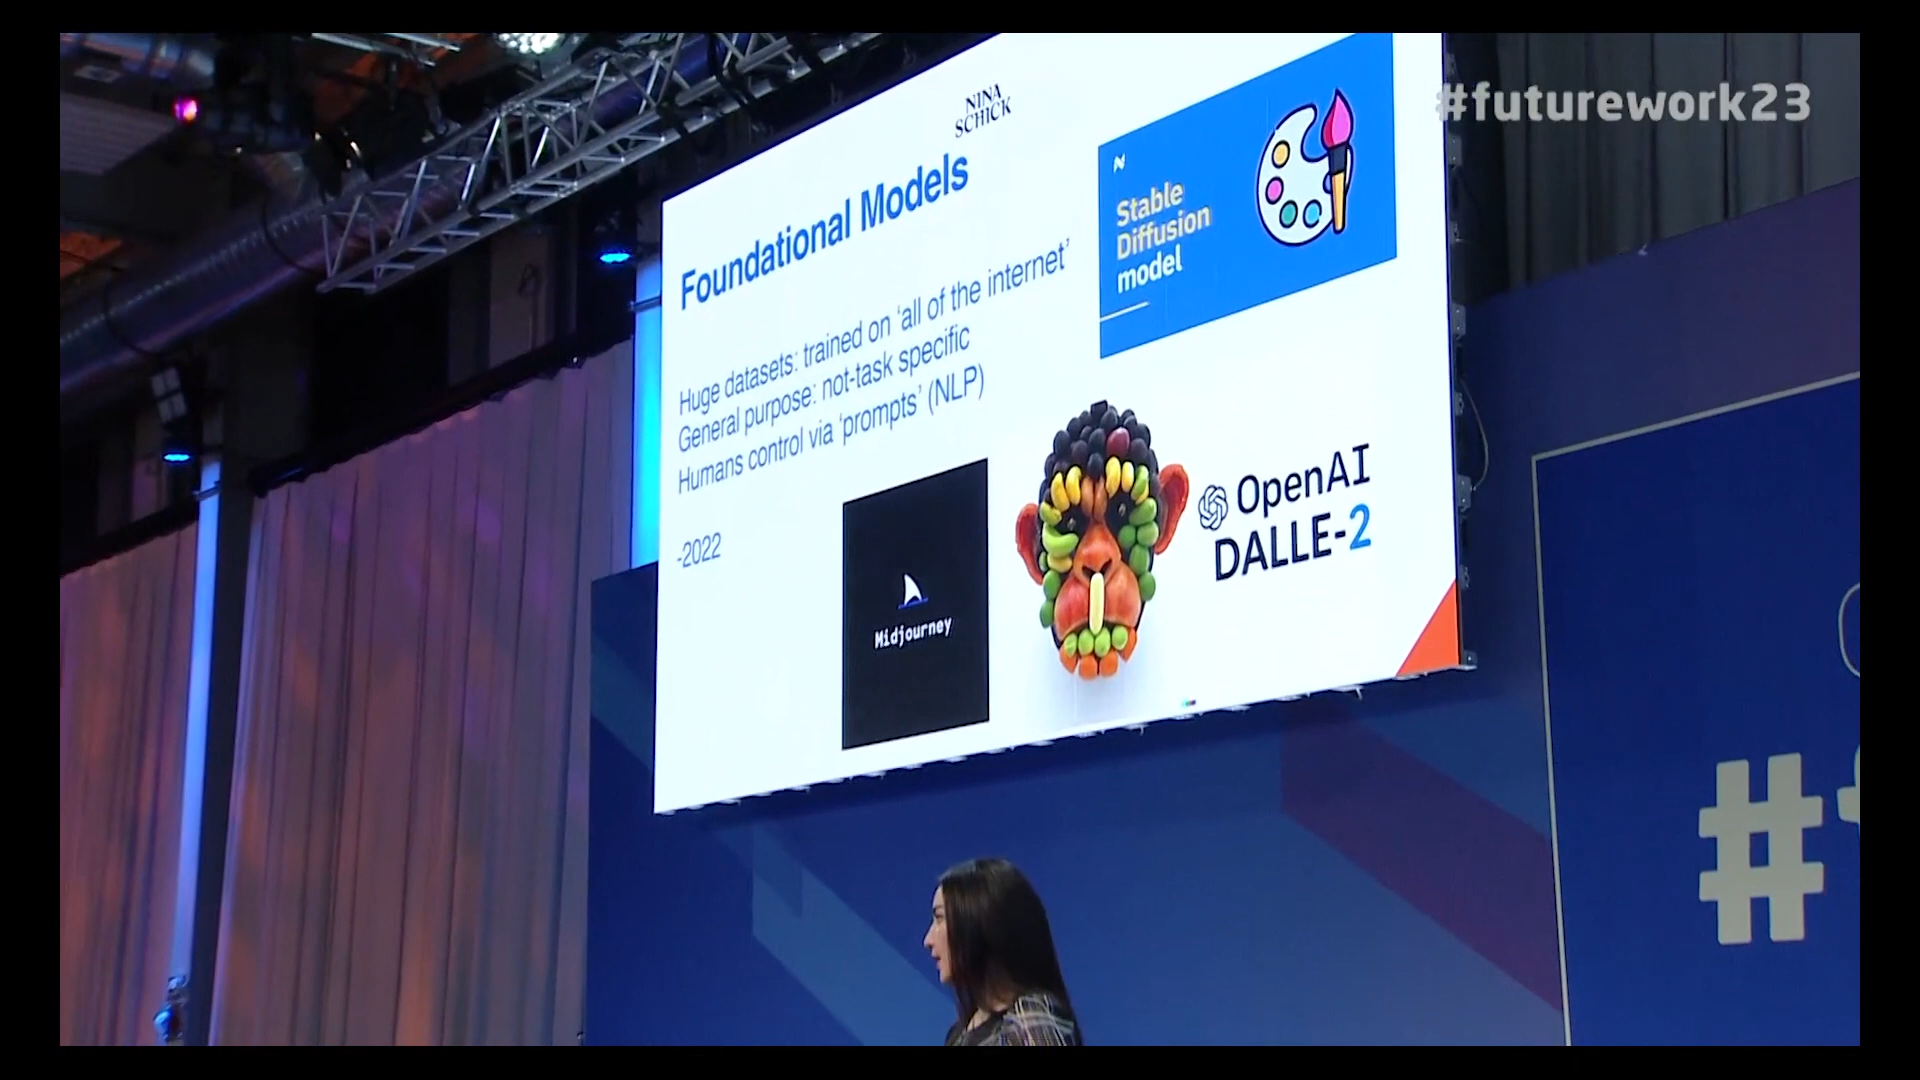 #futurework23
NINA
SCHICK
Foundational Models
Huge datasets: trained on ‘all of the internet’
General purpose: not-task specific
Humans control via ‘prompts’ (NLP)
-2022
Stable
Diffusion
model
Midjourney
OpenAI
DALLE-2
#